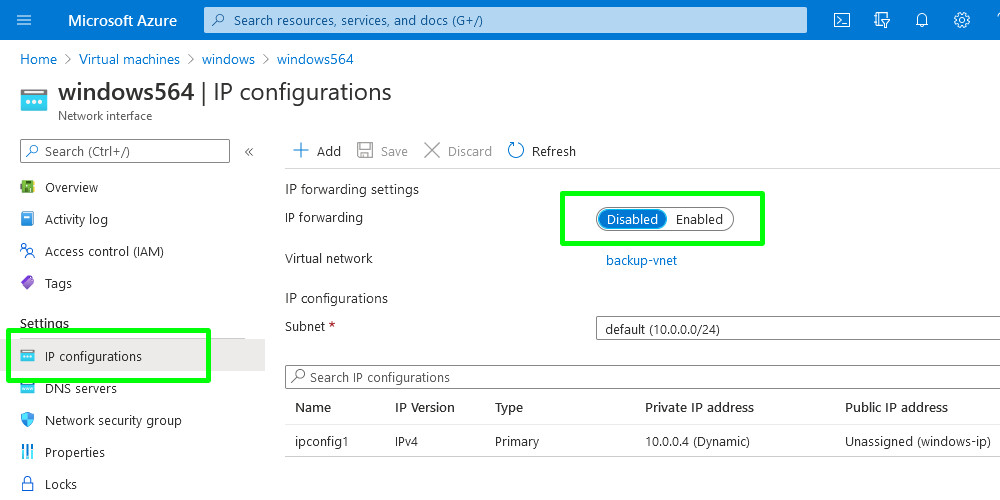 Microsoft Azure
Search resources, services, and docs (G+/)
Home > Virtual machines > windows > windows564
windows564 | IP configurations
Network interface
Search (Ctrl+/)
«
Overview
Activity log
Access control (IAM)
Tags
Settings
IP configurations
DNS servers
Network security group
Properties
Locks
Add Save Discard Refresh
IP forwarding settings
IP forwarding Disabled Enabled
Virtual network backup-vnet
IP configurations
Subnet * default (10.0.0.0/24)
Search IP configurations
Name IP Version Type Private IP address Public IP address
ipconfig1 IPv4 Primary 10.0.0.4 (Dynamic) Unassigned (windows-ip)